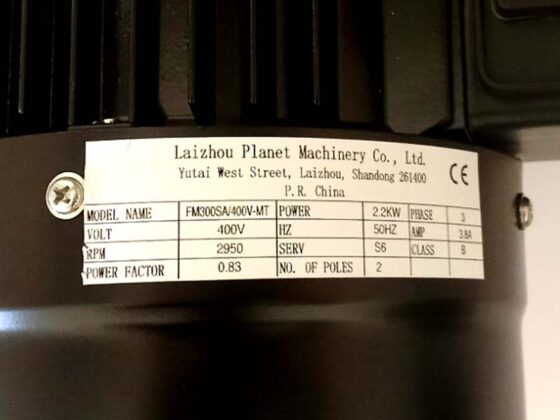 Laizhou Planet Machinery Co., Ltd.
Yutai West Street, Laizhou, Shandong 261400
P.R. China
CE
MODEL NAME FM300SA/400V-MT POWER 2.2KW PHASE 3
VOLT 400V HZ 50HZ AMP 3.8A
RPM 2950 SERV S6 CLASS B
POWER FACTOR 0.83 NO. OF POLES 2